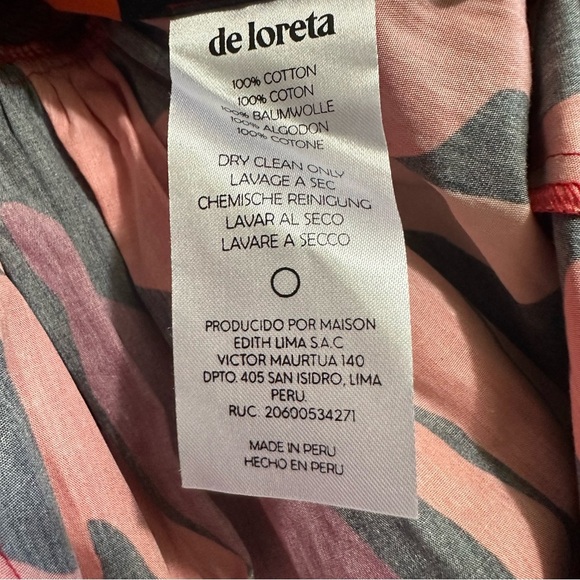 de loreta
100% COTTON
100% COTON
100% BAUMWOLLE
100% ALGODON
100% COTONE
DRY CLEAN ONLY
LAVAGE A SEC
CHEMISCHE REINIGUNG
LAVAR AL SECO
LAVARE A SECCO
PRODUCIDO POR MAISON
EDITH LIMA S.A.C
VICTOR MAURTUA 140
DPTO. 405 SAN ISIDRO, LIMA
PERU.
RUC: 20600534271
MADE IN PERU
HECHO EN PERU